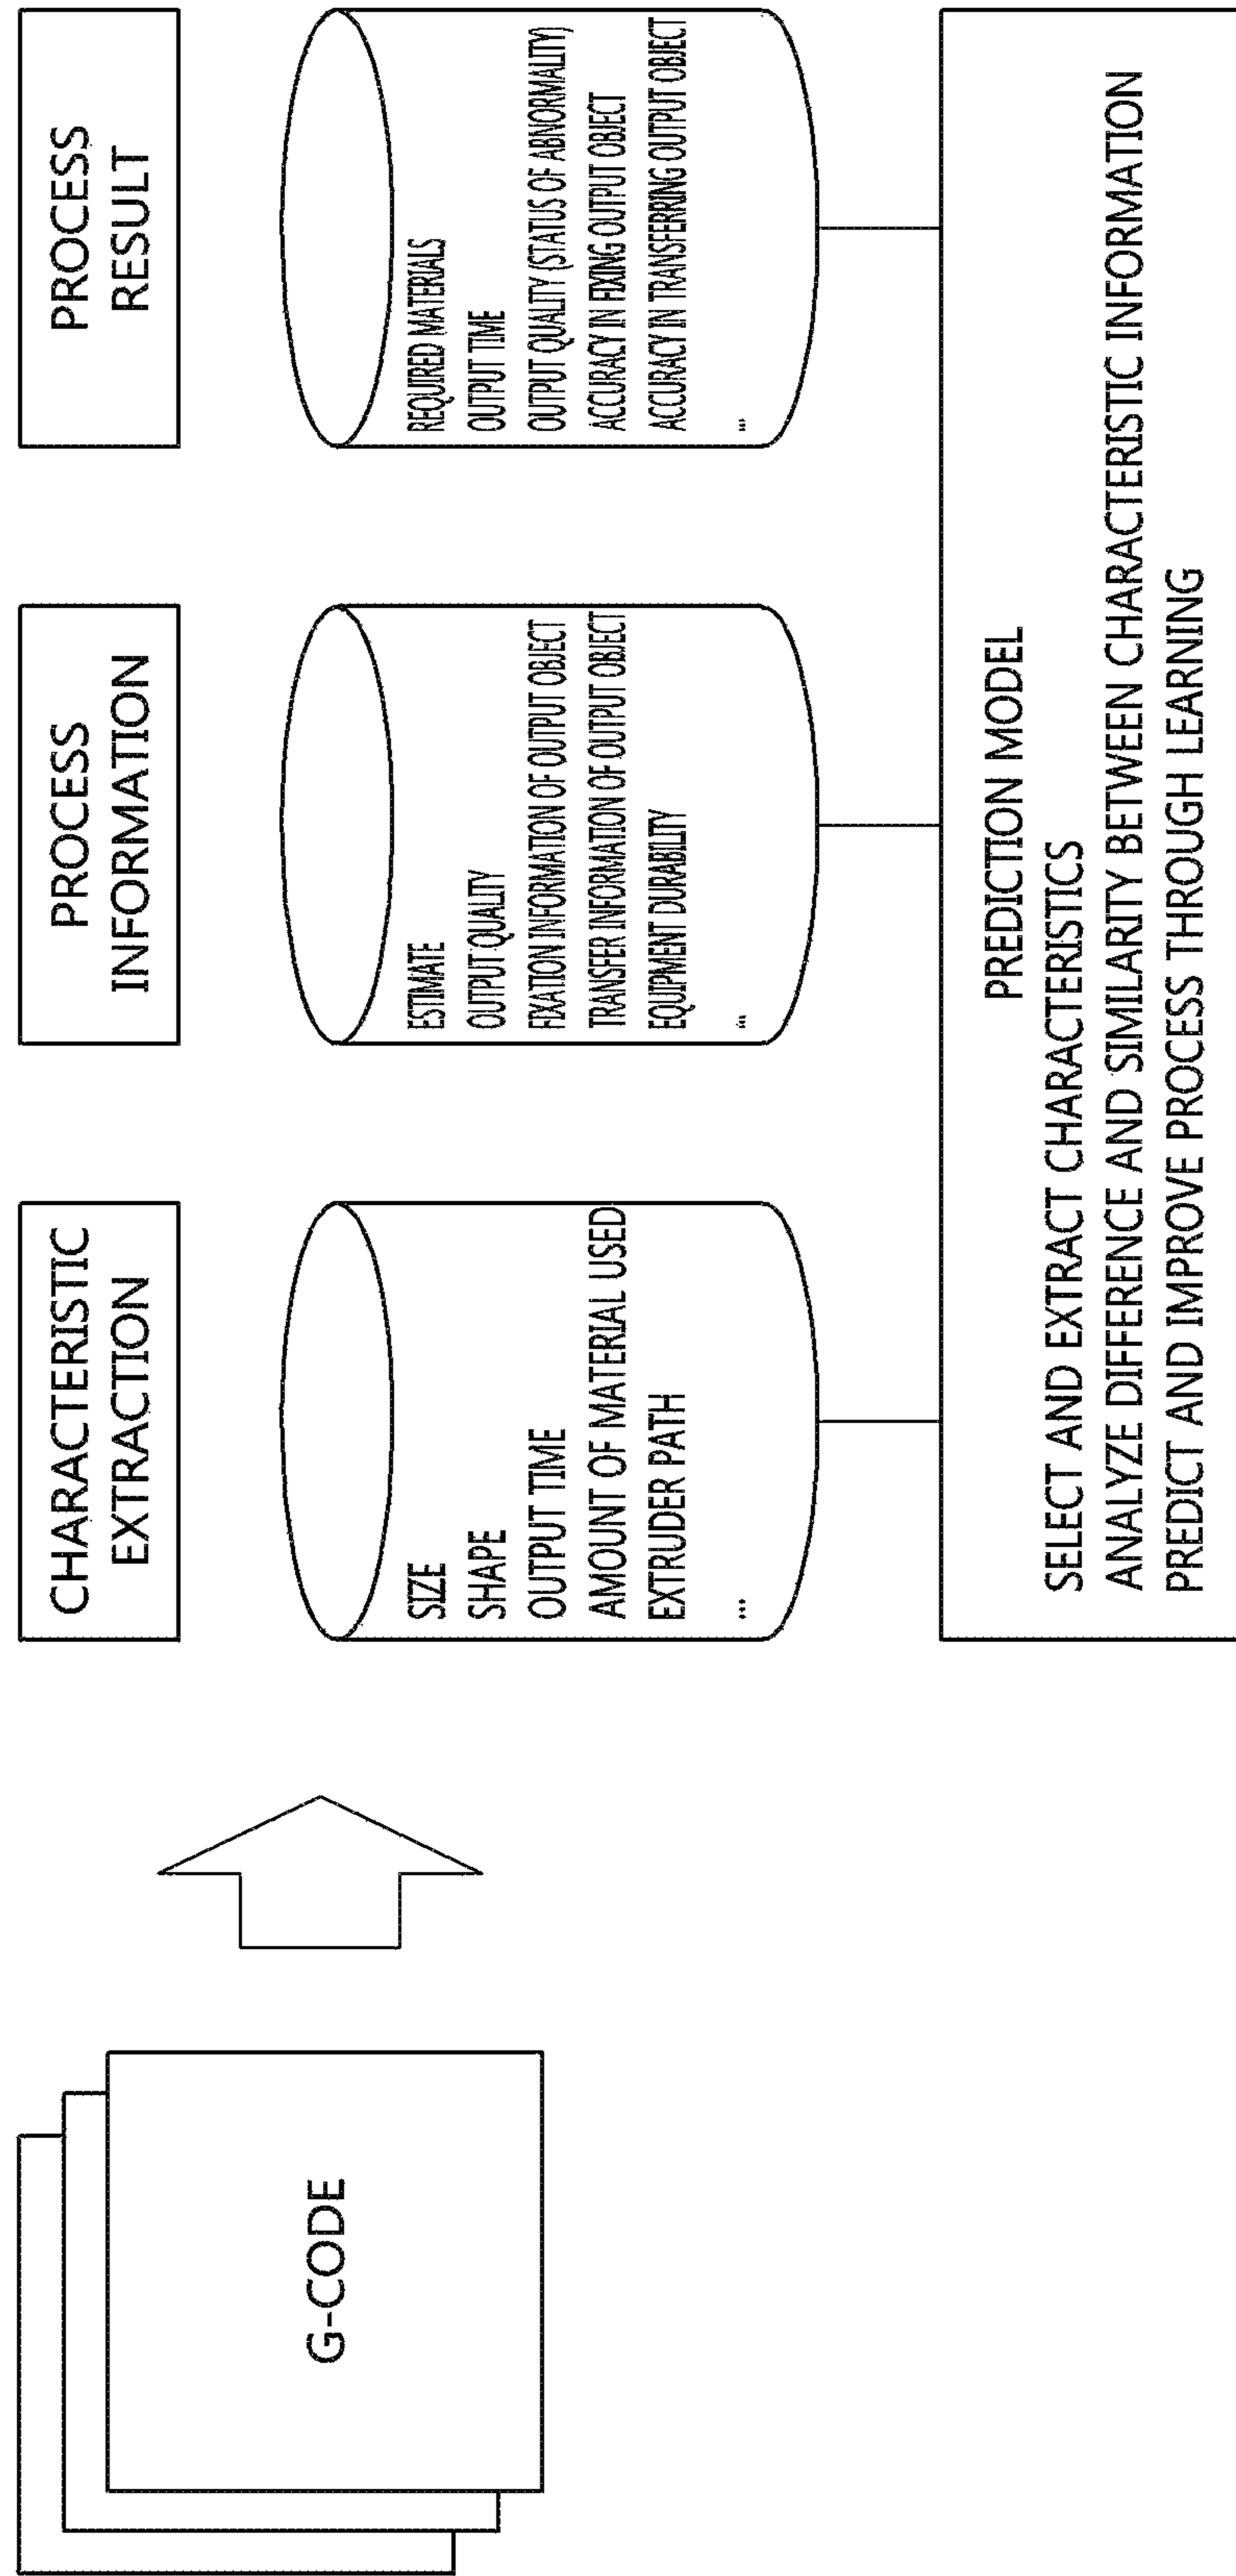 G-CODE
CHARACTERISTIC
EXTRACTION
SIZE
SHAPE
OUTPUT TIME
AMOUNT OF MATERIAL USED
EXTRUDER PATH
...
PROCESS
INFORMATION
ESTIMATE
OUTPUT QUALITY
FIXATION INFORMATION OF OUTPUT OBJECT
TRANSFER INFORMATION OF OUTPUT OBJECT
EQUIPMENT DURABILITY
...
PROCESS
RESULT
REQUIRED MATERIALS
OUTPUT TIME
OUTPUT QUALITY (STATUS OF ABNORMALITY)
ACCURACY IN FIXING OUTPUT OBJECT
ACCURACY IN TRANSFERRING OUTPUT OBJECT
...
PREDICTION MODEL
SELECT AND EXTRACT CHARACTERISTICS
ANALYZE DIFFERENCE AND SIMILARITY BETWEEN CHARACTERISTIC INFORMATION
PREDICT AND IMPROVE PROCESS THROUGH LEARNING